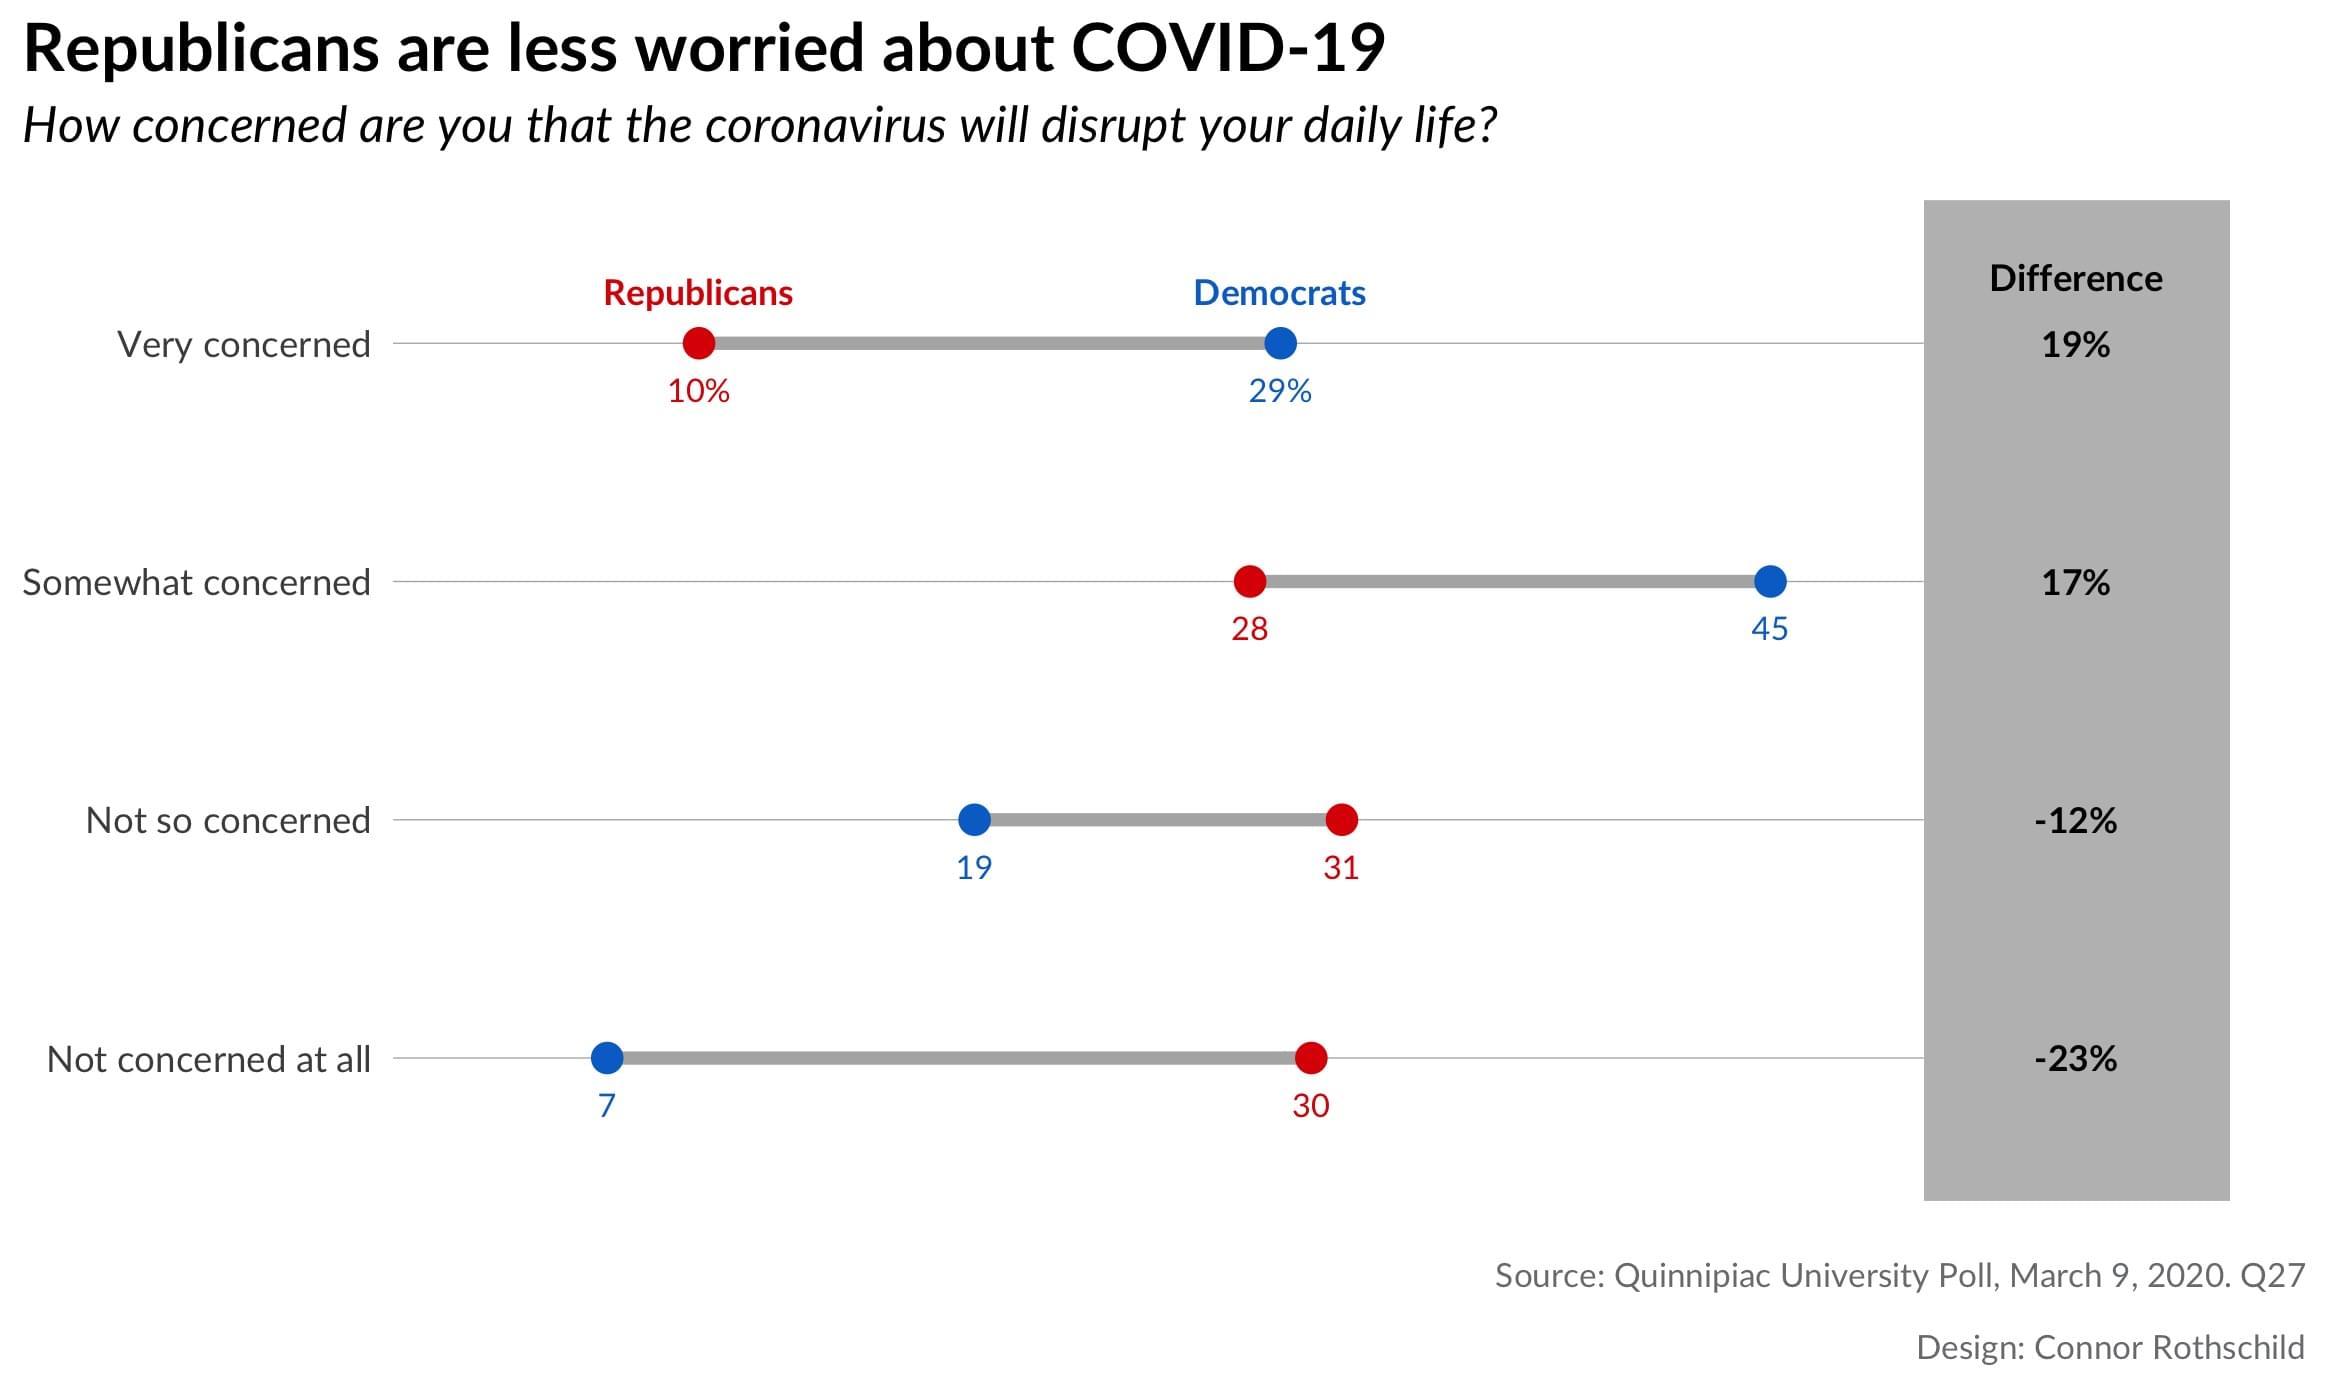 Republicans are less worried about COVID-19
How concerned are you that the coronavirus will disrupt your daily life?
Republicans
Democrats
Difference
Very concerned
10%
29%
19%
Somewhat concerned
28
45
17%
Not so concerned
19
31
-12%
Not concerned at all
7
30
-23%
Source: Quinnipiac University Poll, March 9, 2020. Q27
Design: Connor Rothschild